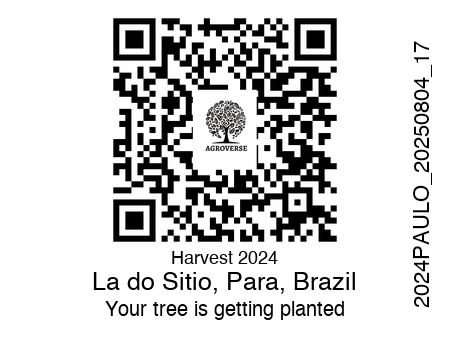 AGROVERSE
Harvest 2024
La do Sitio, Para, Brazil
Your tree is getting planted
2024PAULO_20250804_17